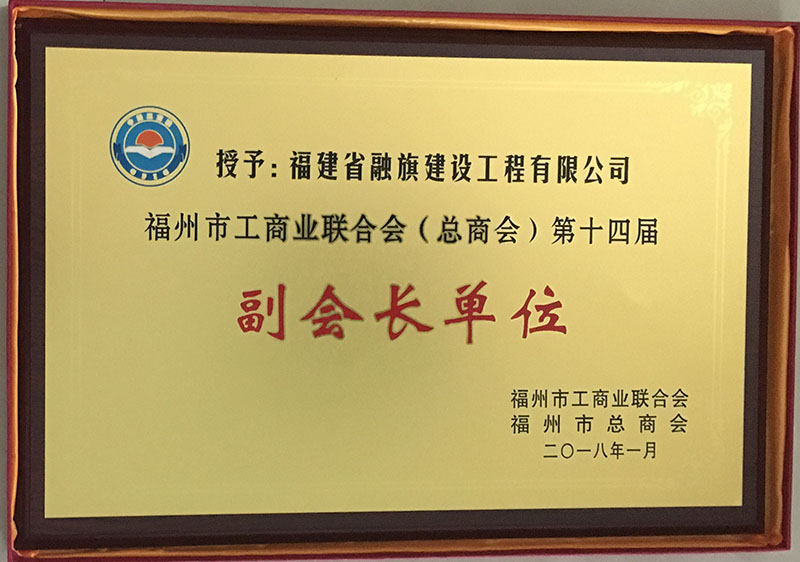 授予：福建省融旗建设工程有限公司
福州市工商业联合会（总商会）第十四届
副会长单位
福州市工商业联合会
福州市总商会
二〇一八年一月